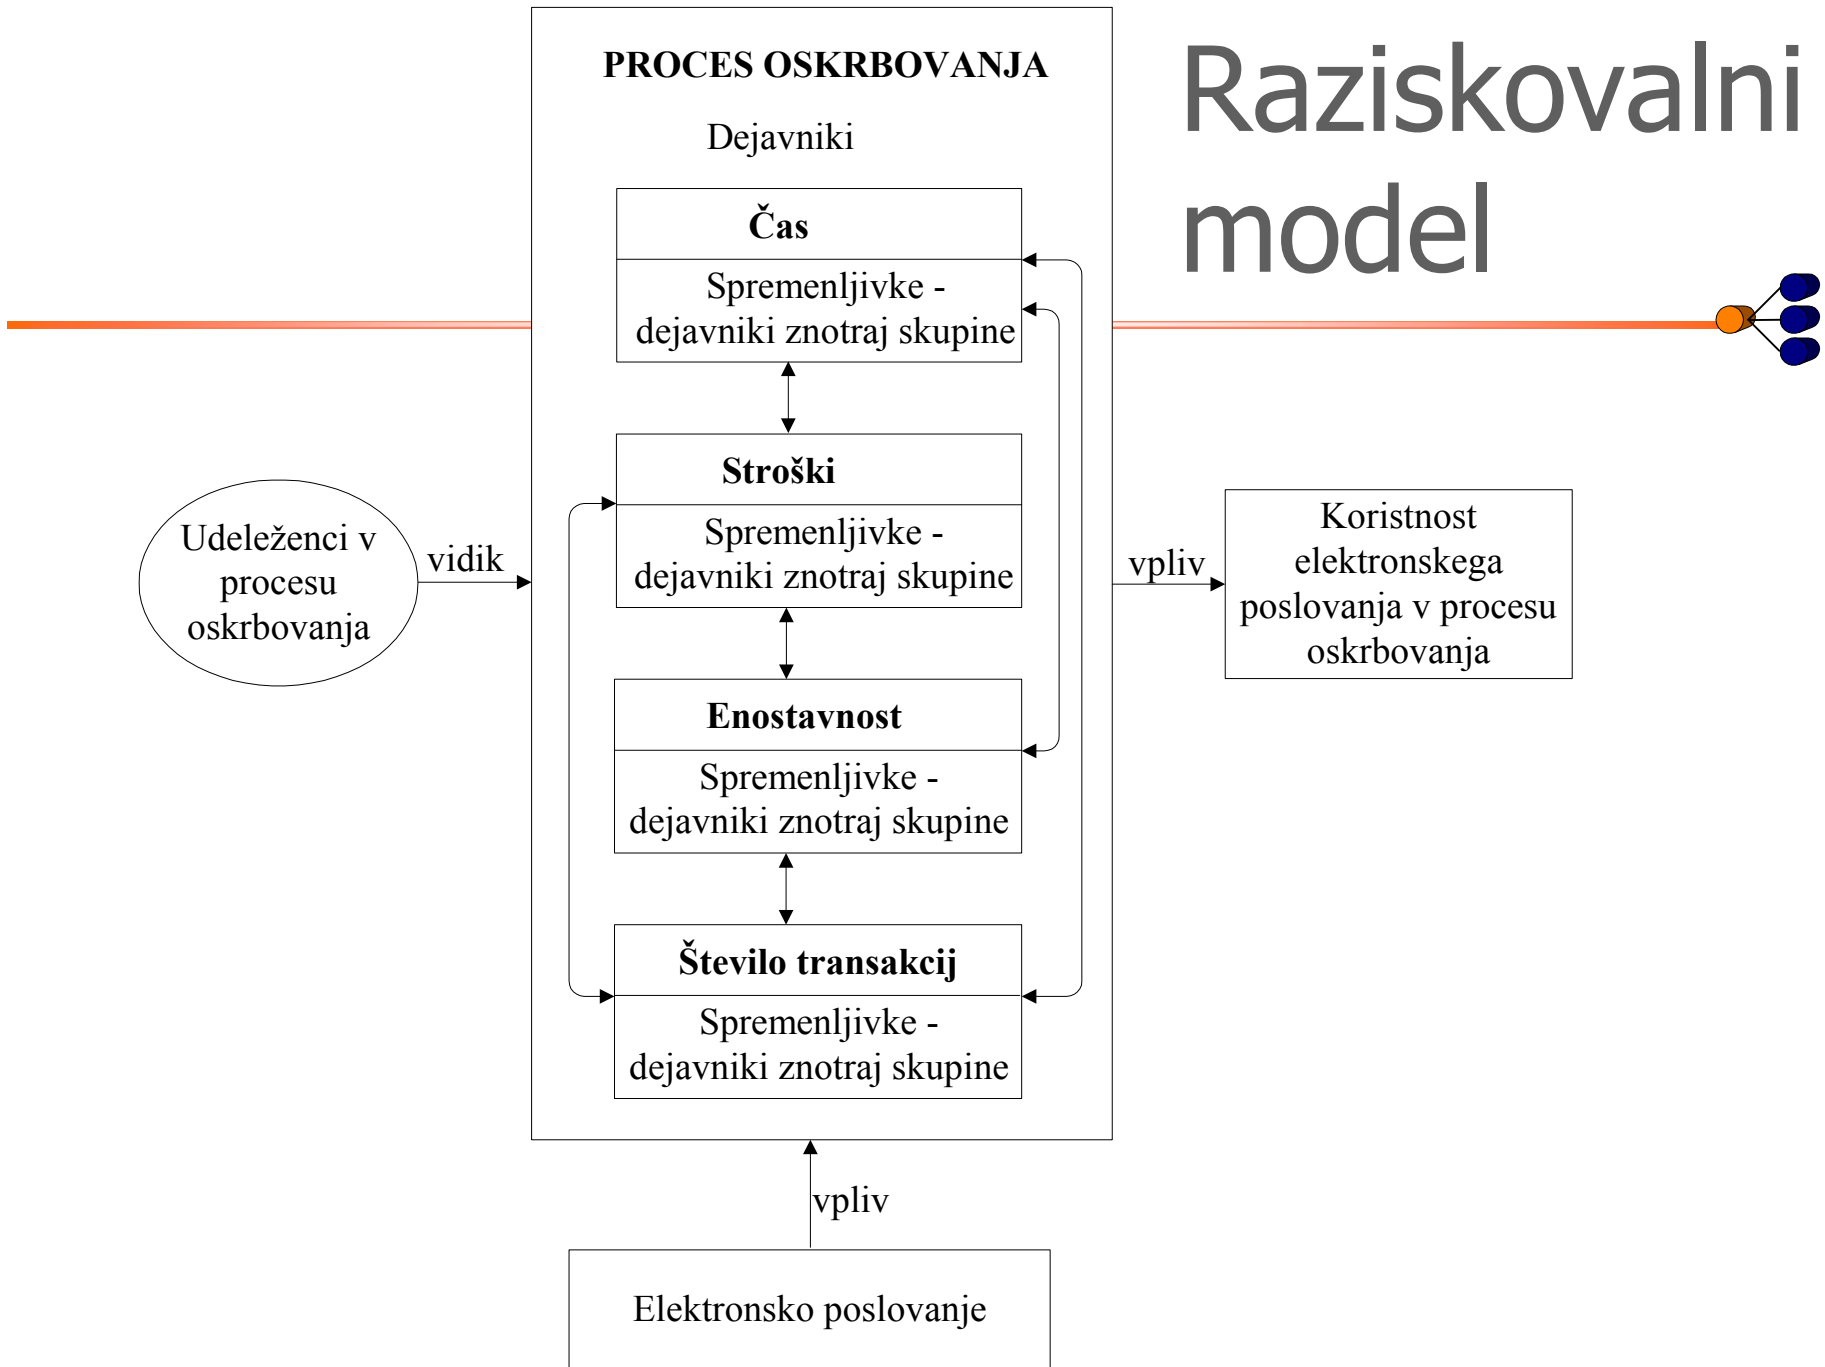 Raziskovalni
model
PROCES OSKRBOVANJA
Dejavniki
Čas
Spremenljivke -
dejavniki znotraj skupine
Stroški
Spremenljivke -
dejavniki znotraj skupine
Enostavnost
Spremenljivke -
dejavniki znotraj skupine
Število transakcij
Spremenljivke -
dejavniki znotraj skupine
Udeleženci v
procesu
oskrbovanja
vidik
vpliv
Koristnost
elektronskega
poslovanja v procesu
oskrbovanja
vpliv
Elektronsko poslovanje